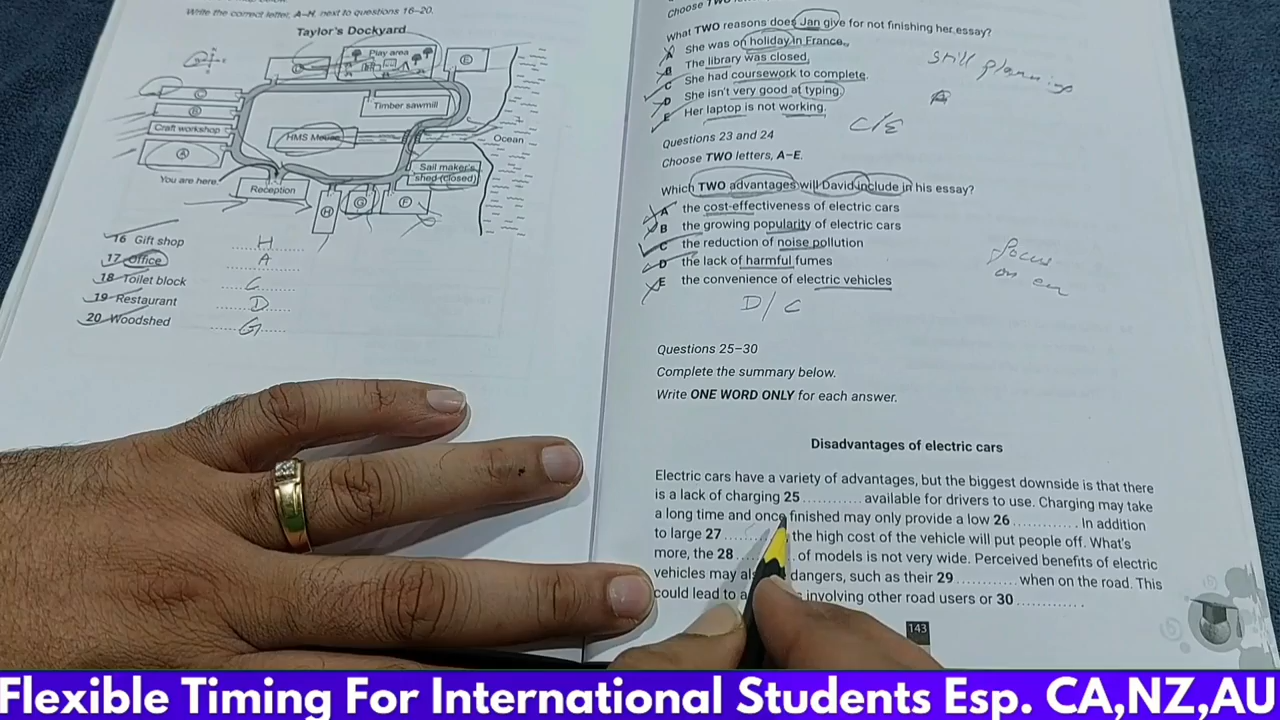 Write the correct letter, A–H, next to questions 16–20.
Taylor's Dockyard
Play area
E
C
B
Timber sawmill
Craft workshop
HMS Mouse
Ocean
A
You are here
Reception
Sail maker's
shed (closed)
H
G
F
16 Gift shop H
17 Office A
18 Toilet block C
19 Restaurant D
20 Woodshed G
Choose TWO
What TWO reasons does Jan give for not finishing her essay?
A She was on holiday in France.
B The library was closed.
C She had coursework to complete.
D She isn't very good at typing.
E Her laptop is not working.
still planning
C/E
Questions 23 and 24
Choose TWO letters, A–E.
Which TWO advantages will David include in his essay?
A the cost-effectiveness of electric cars
B the growing popularity of electric cars
C the reduction of noise pollution
D the lack of harmful fumes
E the convenience of electric vehicles
focus
on en
D/C
Questions 25–30
Complete the summary below.
Write ONE WORD ONLY for each answer.
Disadvantages of electric cars
Electric cars have a variety of advantages, but the biggest downside is that there
is a lack of charging 25 ............ available for drivers to use. Charging may take
a long time and once finished may only provide a low 26 ............. In addition
to large 27 ........ the high cost of the vehicle will put people off. What's
more, the 28 ........ of models is not very wide. Perceived benefits of electric
vehicles may dangers, such as their 29 ............ when on the road. This
could lead to involving other road users or 30 .............
143
Flexible Timing For International Students Esp. CA,NZ,AU